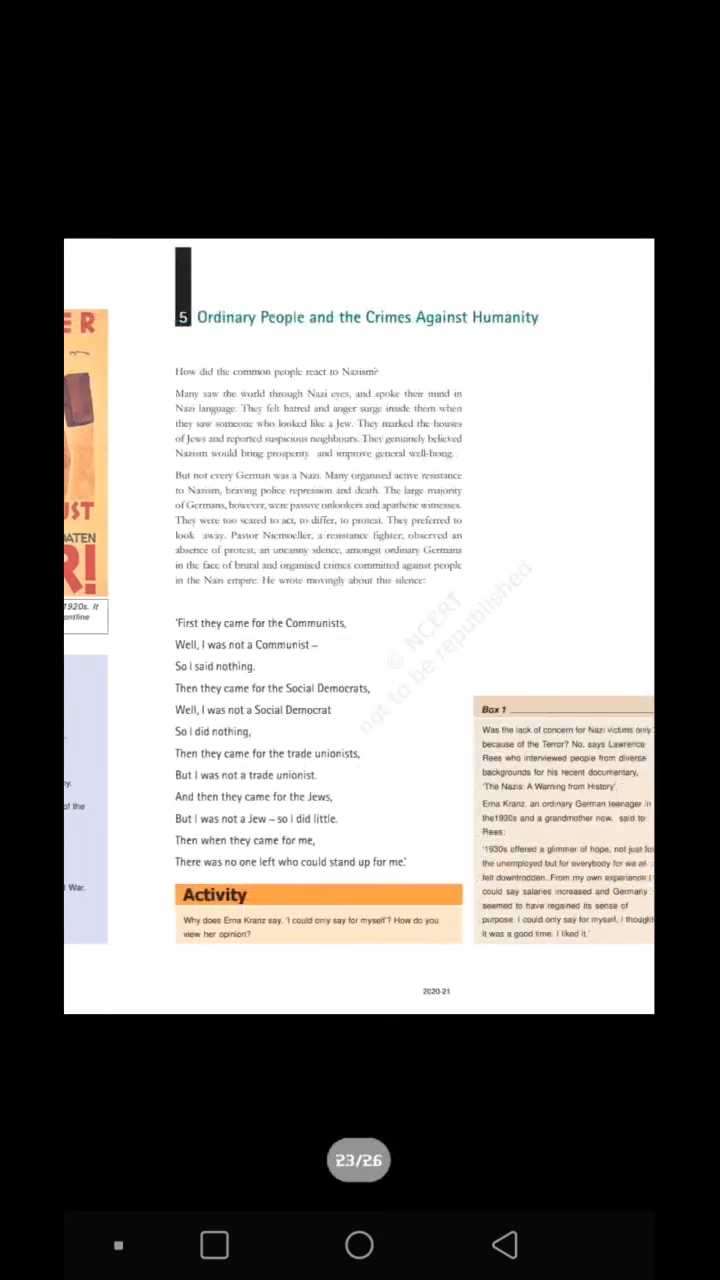 E R
UST
DATEN
R!
1920s. It
ontline
y.
of the
l War.
5 Ordinary People and the Crimes Against Humanity
How did the common people react to Nazism?
Many saw the world through Nazi eyes, and spoke their mind in
Nazi language. They felt hatred and anger surge inside them when
they saw someone who looked like a Jew. They marked the houses
of Jews and reported suspicious neighbours. They genuinely believed
Nazism would bring prosperity and improve general well-being.
But not every German was a Nazi. Many organised active resistance
to Nazism, braving police repression and death. The large majority
of Germans, however, were passive onlookers and apathetic witnesses.
They were too scared to act, to differ, to protest. They preferred to
look away. Pastor Niemoeller, a resistance fighter, observed an
absence of protest, an uncanny silence, amongst ordinary Germans
in the face of brutal and organised crimes committed against people
in the Nazi empire. He wrote movingly about this silence:
'First they came for the Communists,
Well, I was not a Communist –
So I said nothing.
Then they came for the Social Democrats,
Well, I was not a Social Democrat
So I did nothing,
Then they came for the trade unionists,
But I was not a trade unionist.
And then they came for the Jews,
But I was not a Jew – so I did little.
Then when they came for me,
There was no one left who could stand up for me.'
Activity
Why does Erna Kranz say, 'I could only say for myself'? How do you
view her opinion?
Box 1
Was the lack of concern for Nazi victims only
because of the Terror? No, says Lawrence
Rees who interviewed people from diverse
backgrounds for his recent documentary,
'The Nazis: A Warning from History'.
Erna Kranz, an ordinary German teenager in
the1930s and a grandmother now, said to
Rees:
'1930s offered a glimmer of hope, not just for
the unemployed but for everybody for we all
felt downtrodden. From my own experience I
could say salaries increased and Germany
seemed to have regained its sense of
purpose. I could only say for myself, I thought
it was a good time. I liked it.'
© NCERT
not to be republished
2020-21
23/26